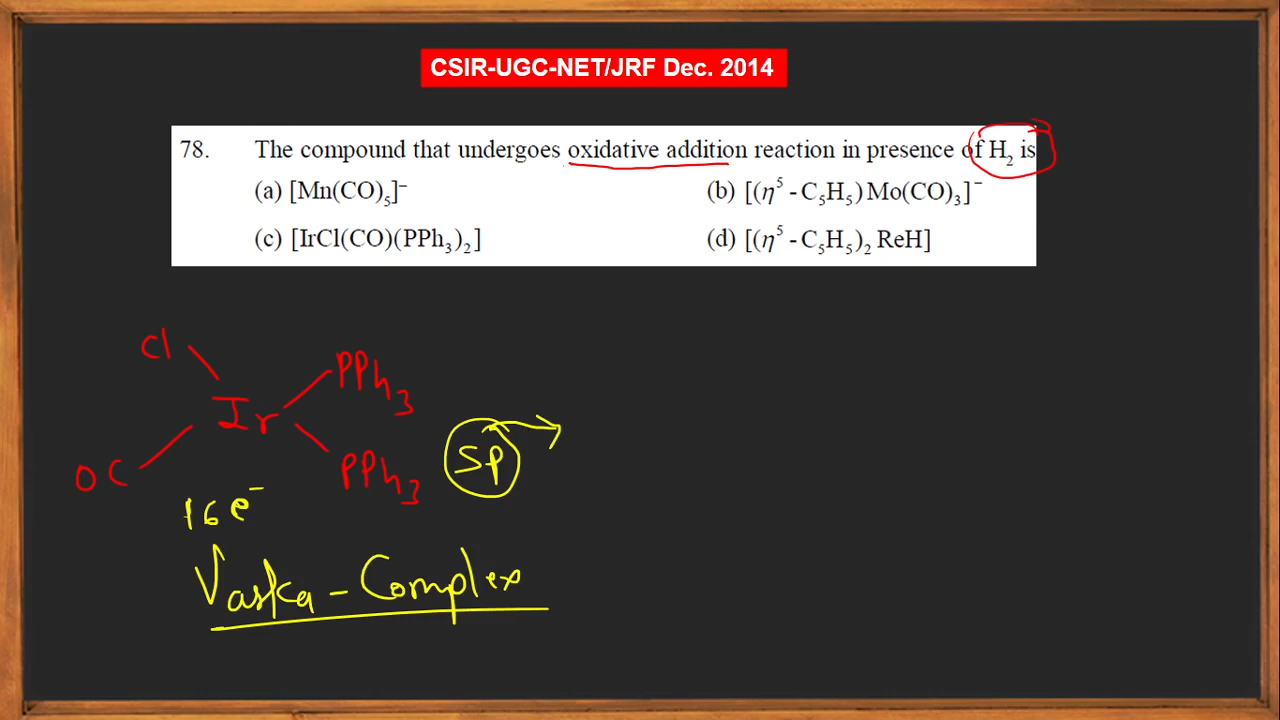 CSIR-UGC-NET/JRF Dec. 2014
78. The compound that undergoes oxidative addition reaction in presence of H₂ is
(a) [Mn(CO)₅]⁻ (b) [(η⁵ - C₅H₅) Mo(CO)₃]⁻
(c) [IrCl(CO)(PPh₃)₂] (d) [(η⁵ - C₅H₅)₂ ReH]
Cl PPh₃
Ir
OC PPh₃ Sp
16 e⁻
Vaska - Complex